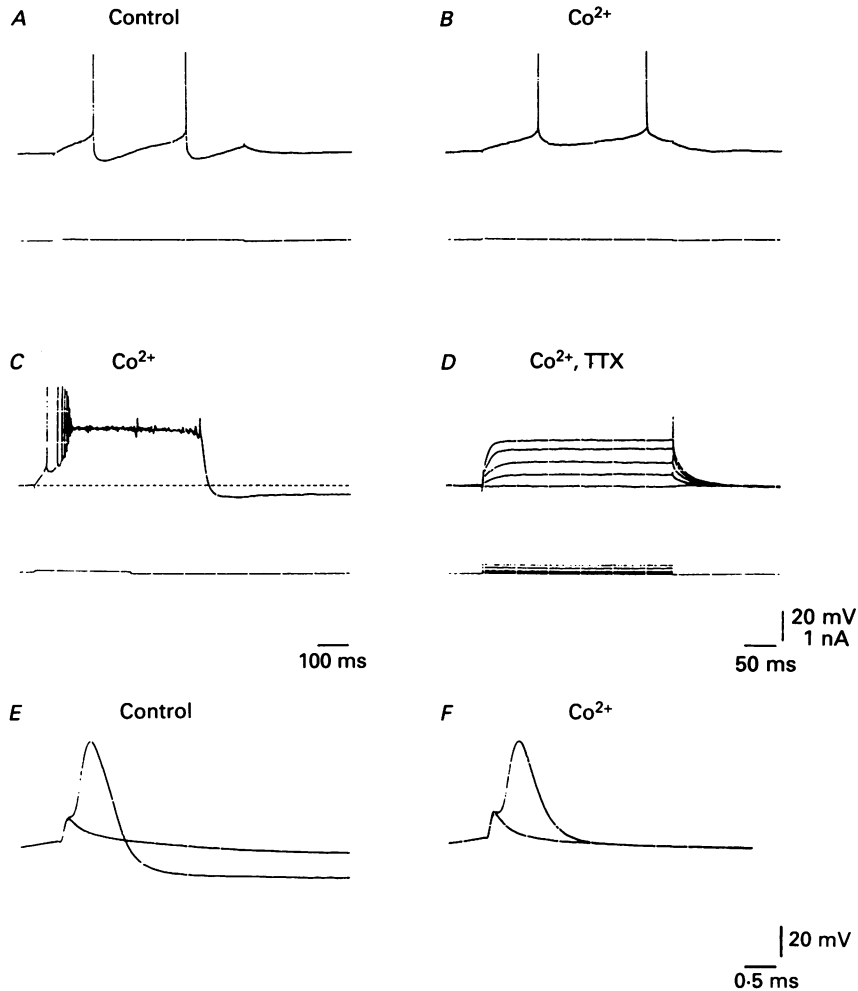 A Control
B Co²⁺
C Co²⁺
D Co²⁺, TTX
20 mV
1 nA
100 ms
50 ms
E Control
F Co²⁺
20 mV
0·5 ms